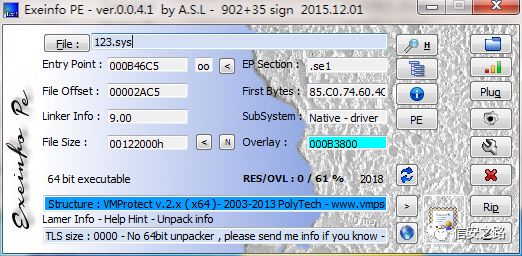 Exeinfo PE - ver.0.0.4.1 by A.S.L - 902+35 sign 2015.12.01
File : 123.sys H
Entry Point : 000B46C5 oo < EP Section : .se1
File Offset : 00002AC5 First Bytes : 85.C0.74.60.4C Plug
Linker Info : 9.00 SubSystem : Native - driver PE
File Size : 00122000h < N Overlay : 000B3800
64 bit executable RES/OVL : 0 / 61 % 2018
Structure : VMProtect v.2.x ( x64 )- 2003-2013 PolyTech - www.vmps > Rip
Lamer Info - Help Hint - Unpack info
TLS size : 0000 - No 64bit unpacker , please send me info if you know -
Exeinfo Pe
信安之路